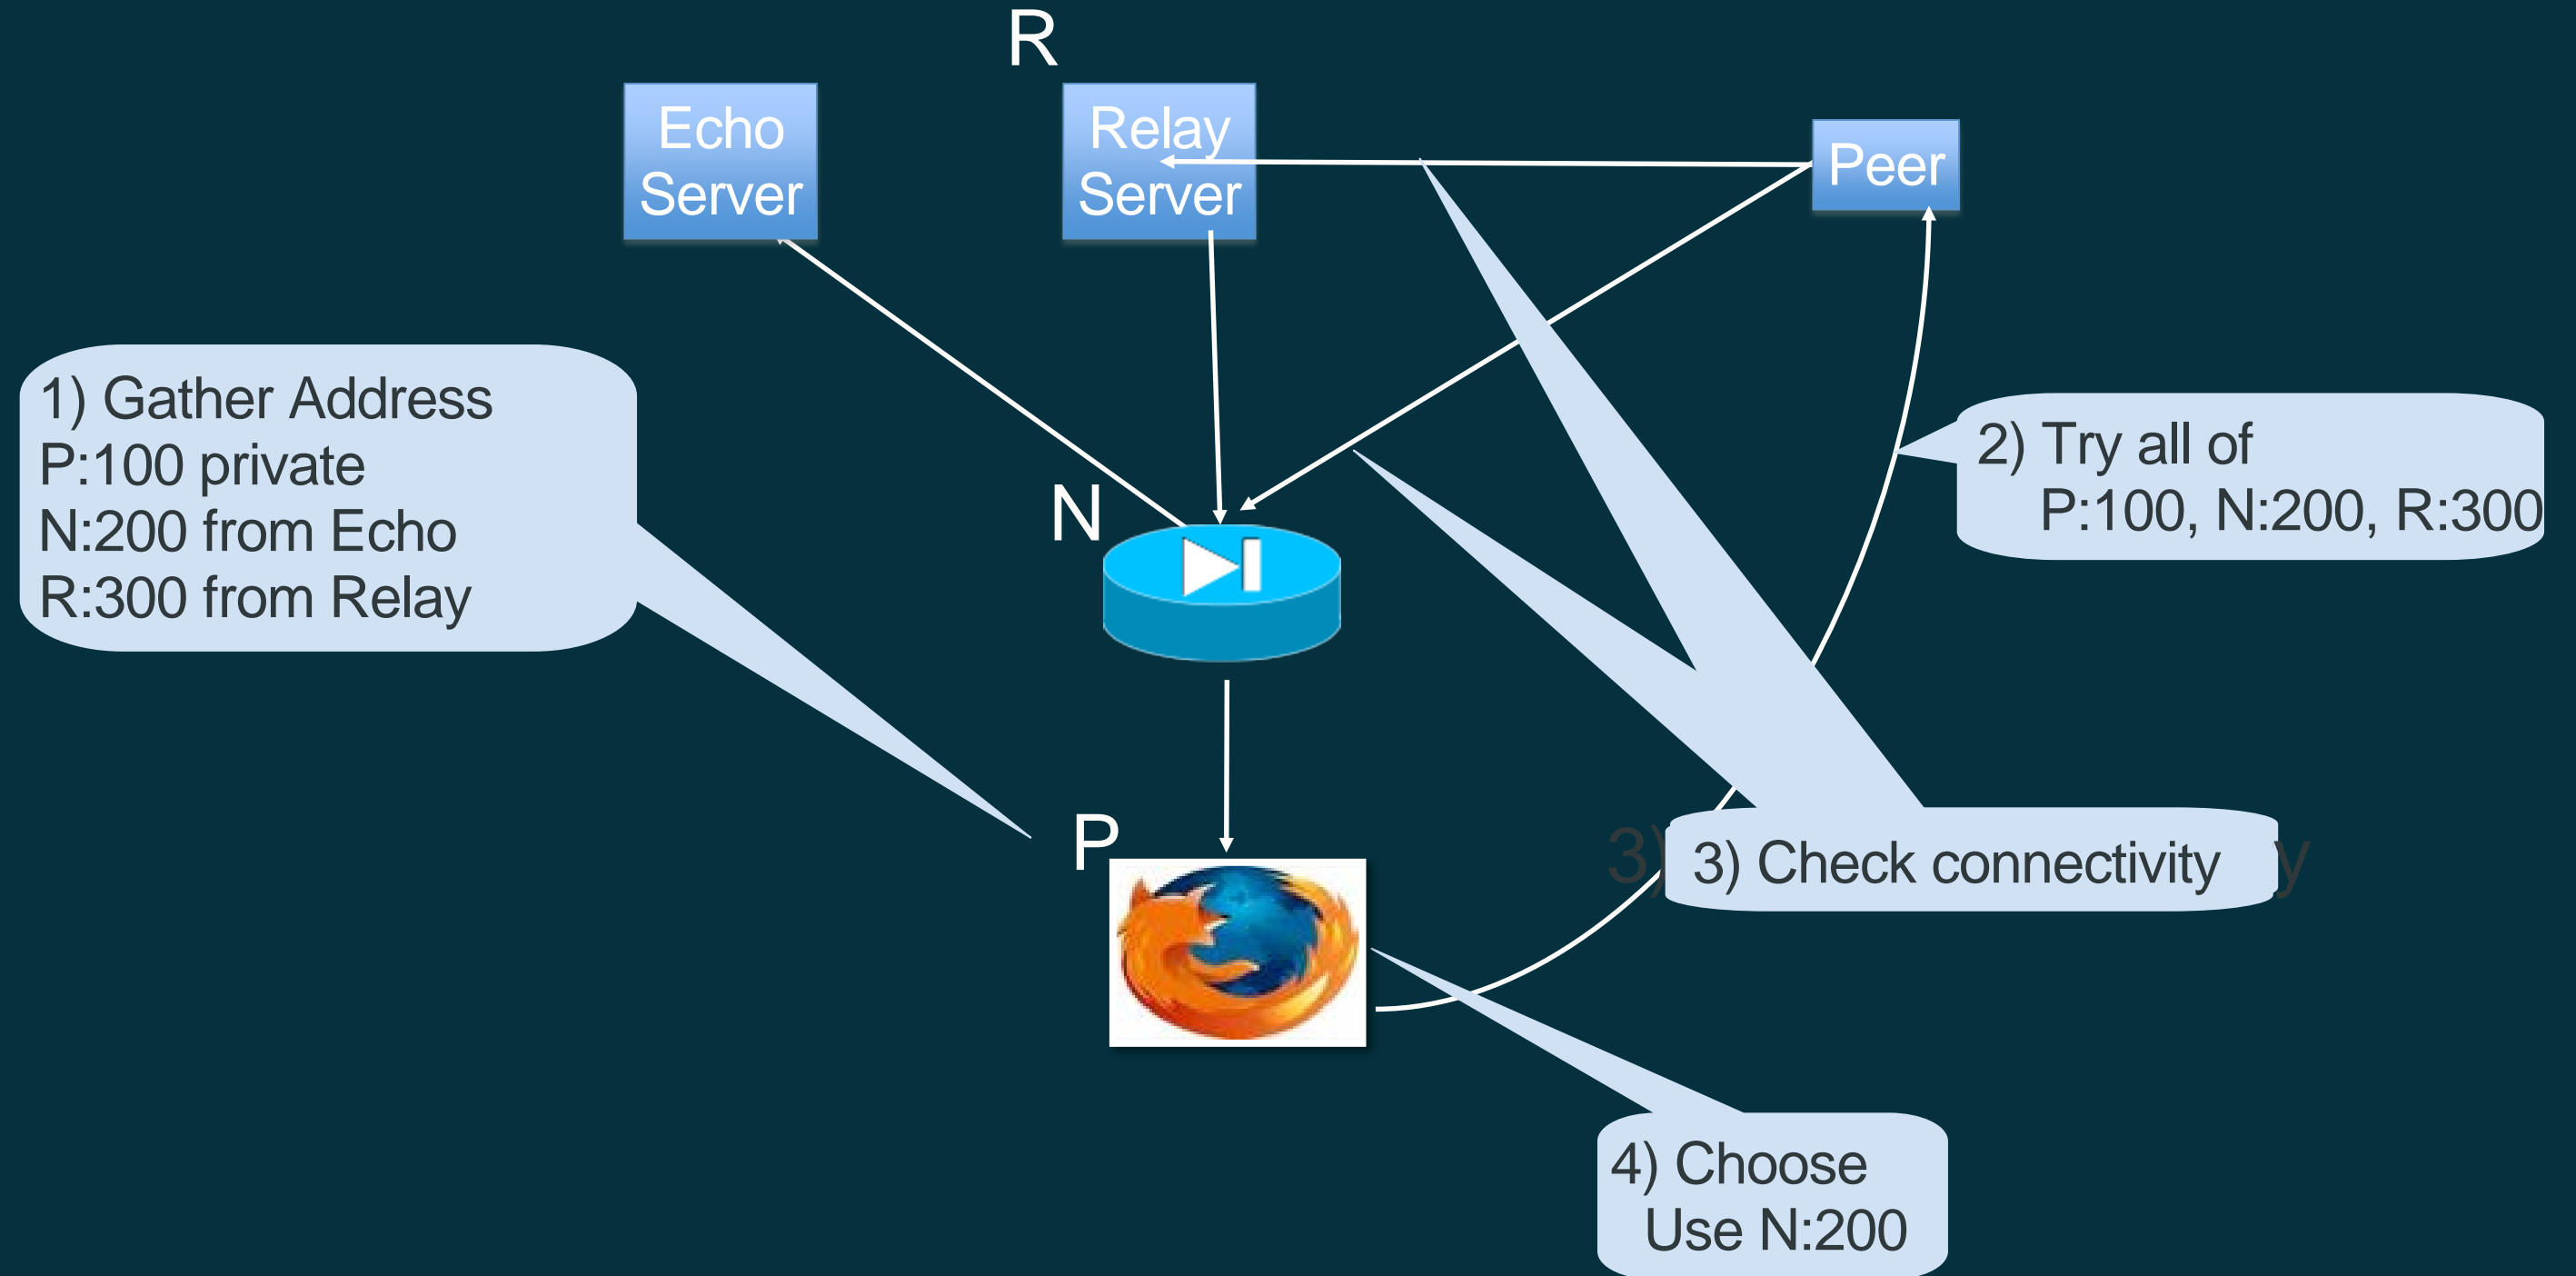 R
Echo
Server
Relay
Server
Peer
1) Gather Address
P:100 private
N:200 from Echo
R:300 from Relay
2) Try all of
P:100, N:200, R:300
N
P
3) 3) Check connectivity y
4) Choose
Use N:200